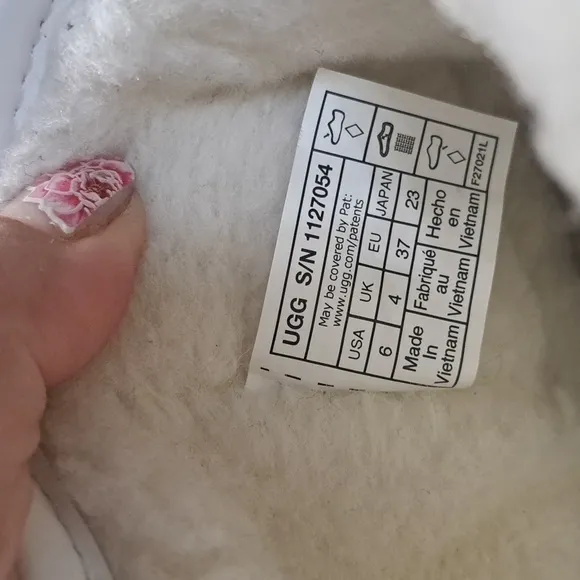 UGG S/N 1127054
May be covered by Pat:
www.ugg.com/patents
USA UK EU JAPAN
6 4 37 23
Made In Vietnam
Fabriqué au Vietnam
Hecho en Vietnam
F27021L